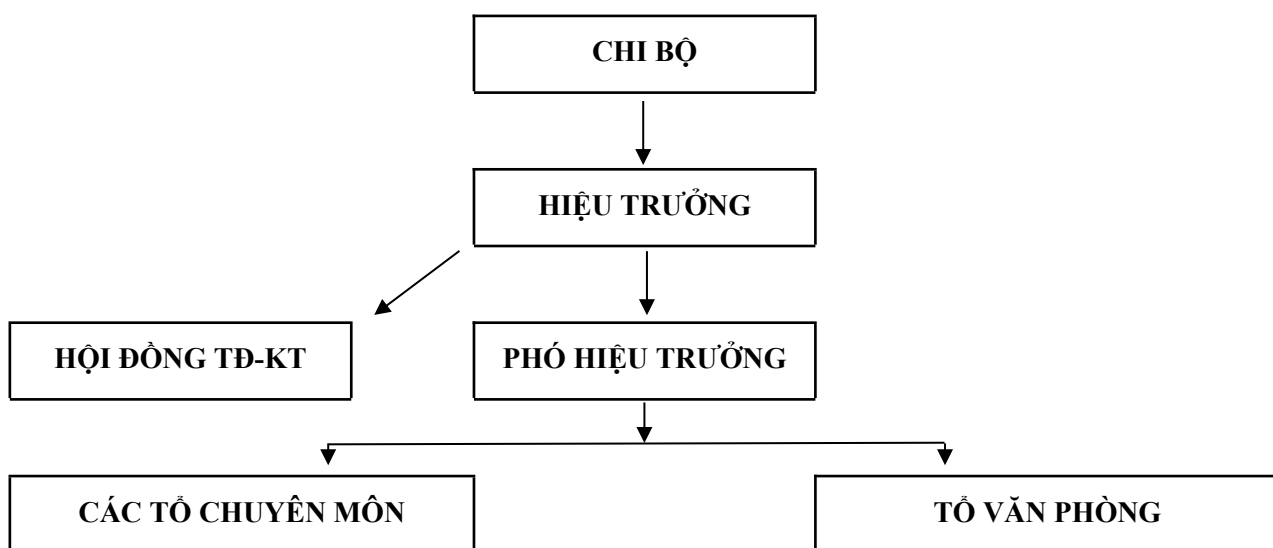 CHI BỘ
HIỆU TRƯỞNG
HỘI ĐỒNG TĐ-KT
PHÓ HIỆU TRƯỞNG
CÁC TỔ CHUYÊN MÔN
TỔ VĂN PHÒNG